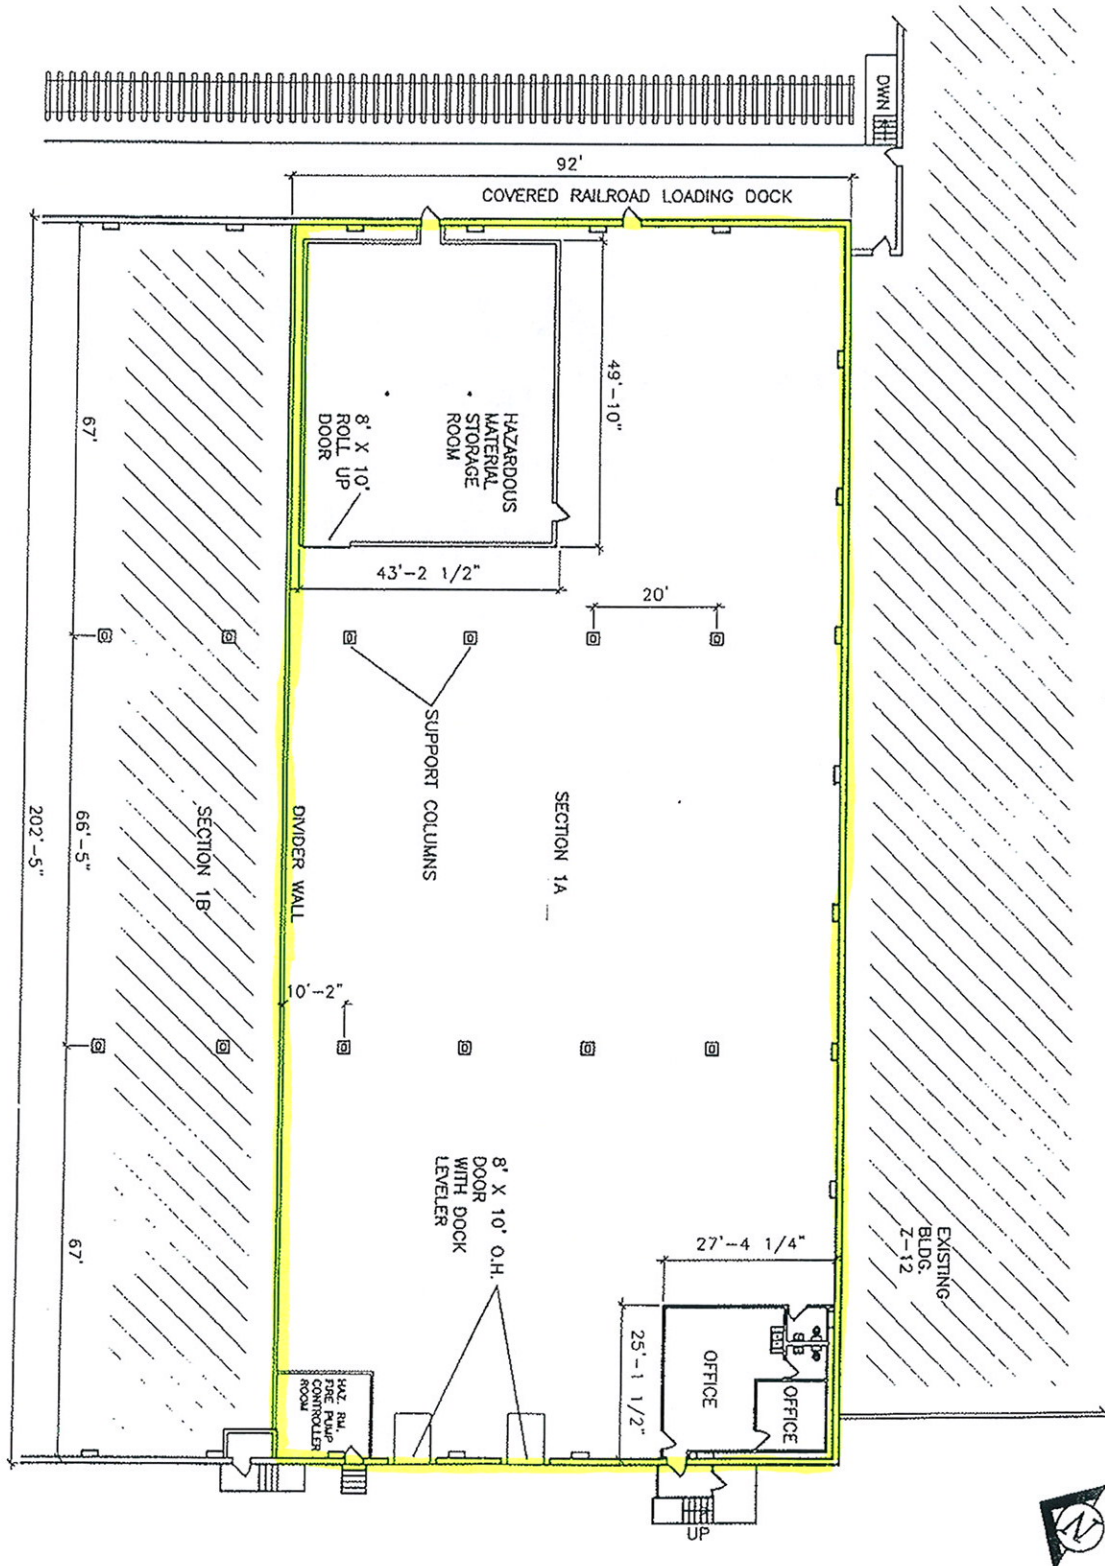 DWN
92'
COVERED RAILROAD LOADING DOCK
49'-10"
HAZARDOUS
MATERIAL
STORAGE
ROOM
8' X 10'
ROLL UP
DOOR
43'-2 1/2"
20'
67'
SUPPORT COLUMNS
SECTION 1A
DIVIDER WALL
SECTION 1B
66'-5"
202'-5"
10'-2"
8' X 10' O.H.
DOOR
WITH DOCK
LEVELER
EXISTING
BLDG.
Z-12
27'-4 1/4"
25'-1 1/2"
OFFICE
OFFICE
67'
HAZ. RM.
FIRE PUMP
CONTROLLER
ROOM
UP
N